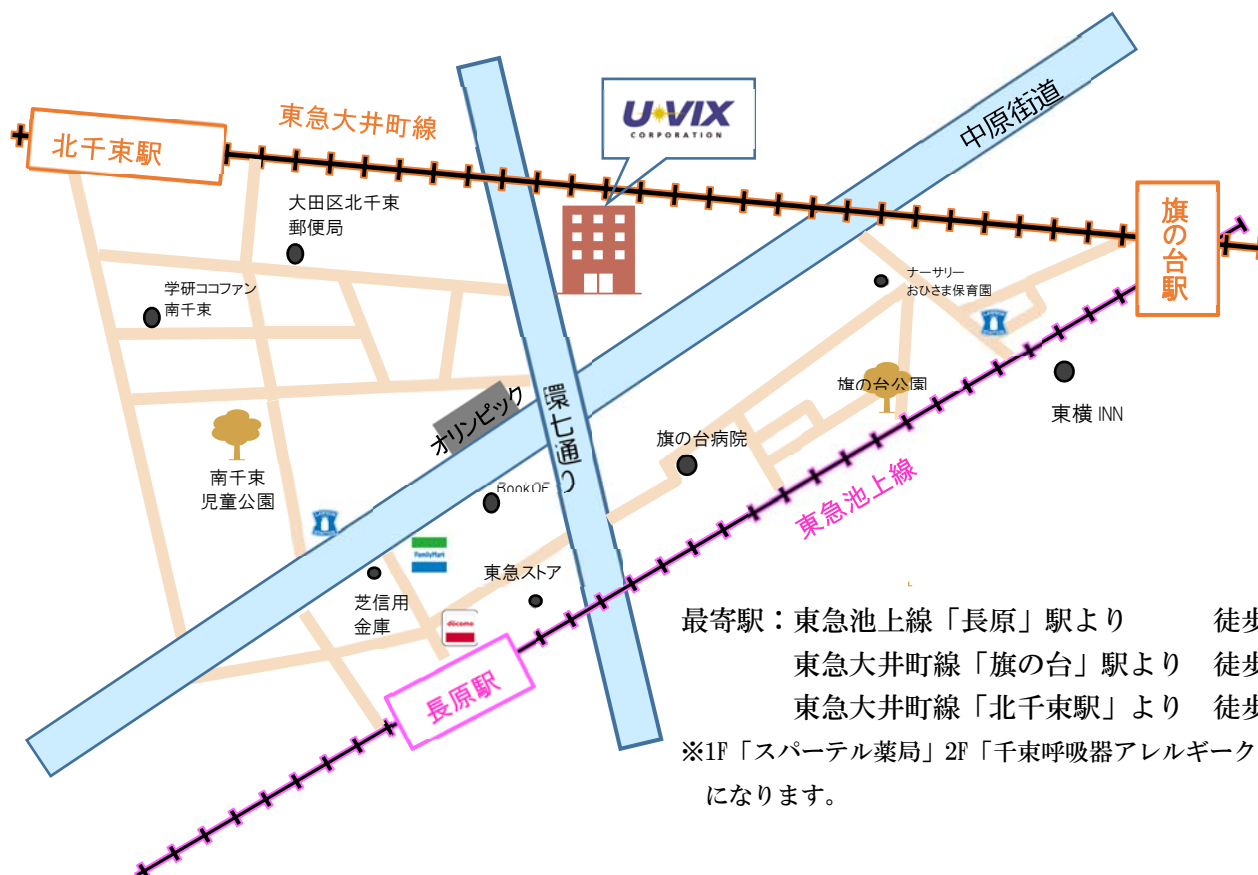 U★VIX
CORPORATION
中原街道
東急大井町線
北千束駅
大田区北千束
郵便局
旗の台駅
学研ココファン
南千束
ナーサリー
おひさま保育園
オリンピック
環七通り
旗の台公園
東横 INN
旗の台病院
南千束
児童公園
BookOF
東急池上線
FamilyMart
東急ストア
芝信用
金庫
döcomo
長原駅
最寄駅：東急池上線「長原」駅より 徒歩
東急大井町線「旗の台」駅より 徒歩
東急大井町線「北千束駅」より 徒歩
※1F「スパーテル薬局」2F「千束呼吸器アレルギーク
になります。